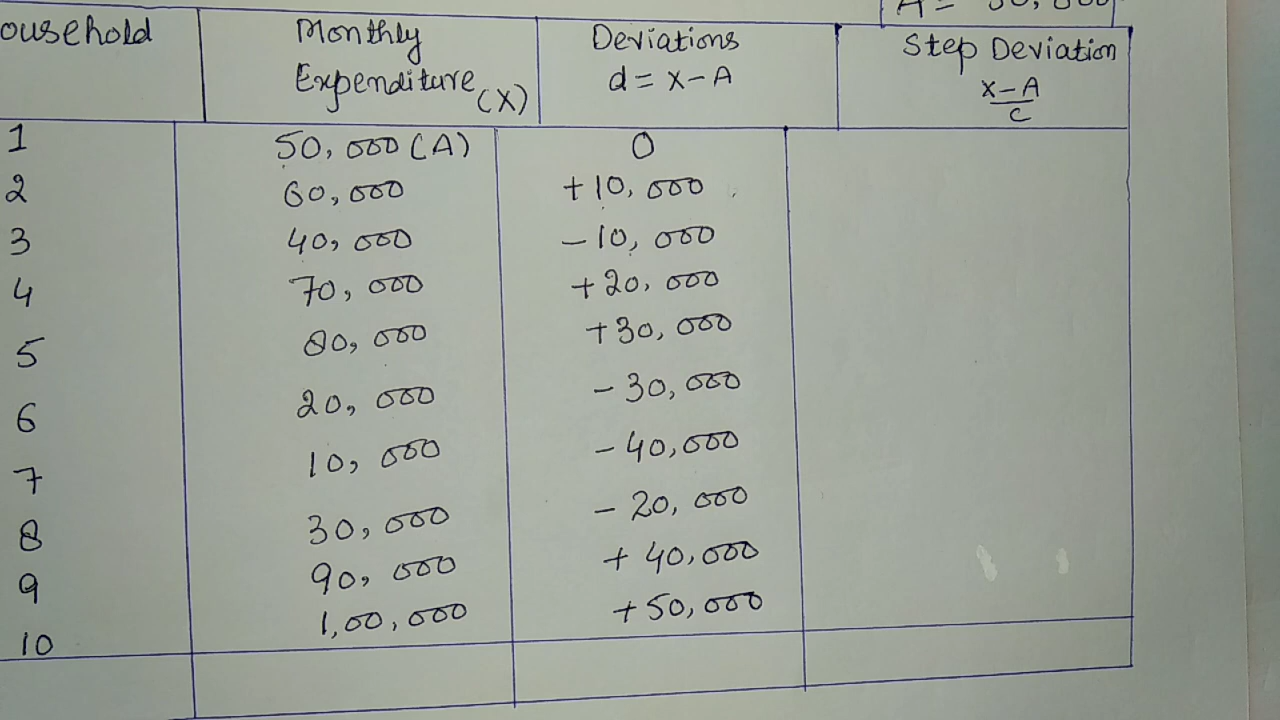 A = 50,000
ousehold Monthly Expenditure (X) Deviations d = X - A Step Deviation X - A / C
1 50,000 (A) 0
2 60,000 +10,000
3 40,000 -10,000
4 70,000 +20,000
5 80,000 +30,000
6 20,000 -30,000
7 10,000 -40,000
8 30,000 -20,000
9 90,000 +40,000
10 1,00,000 +50,000